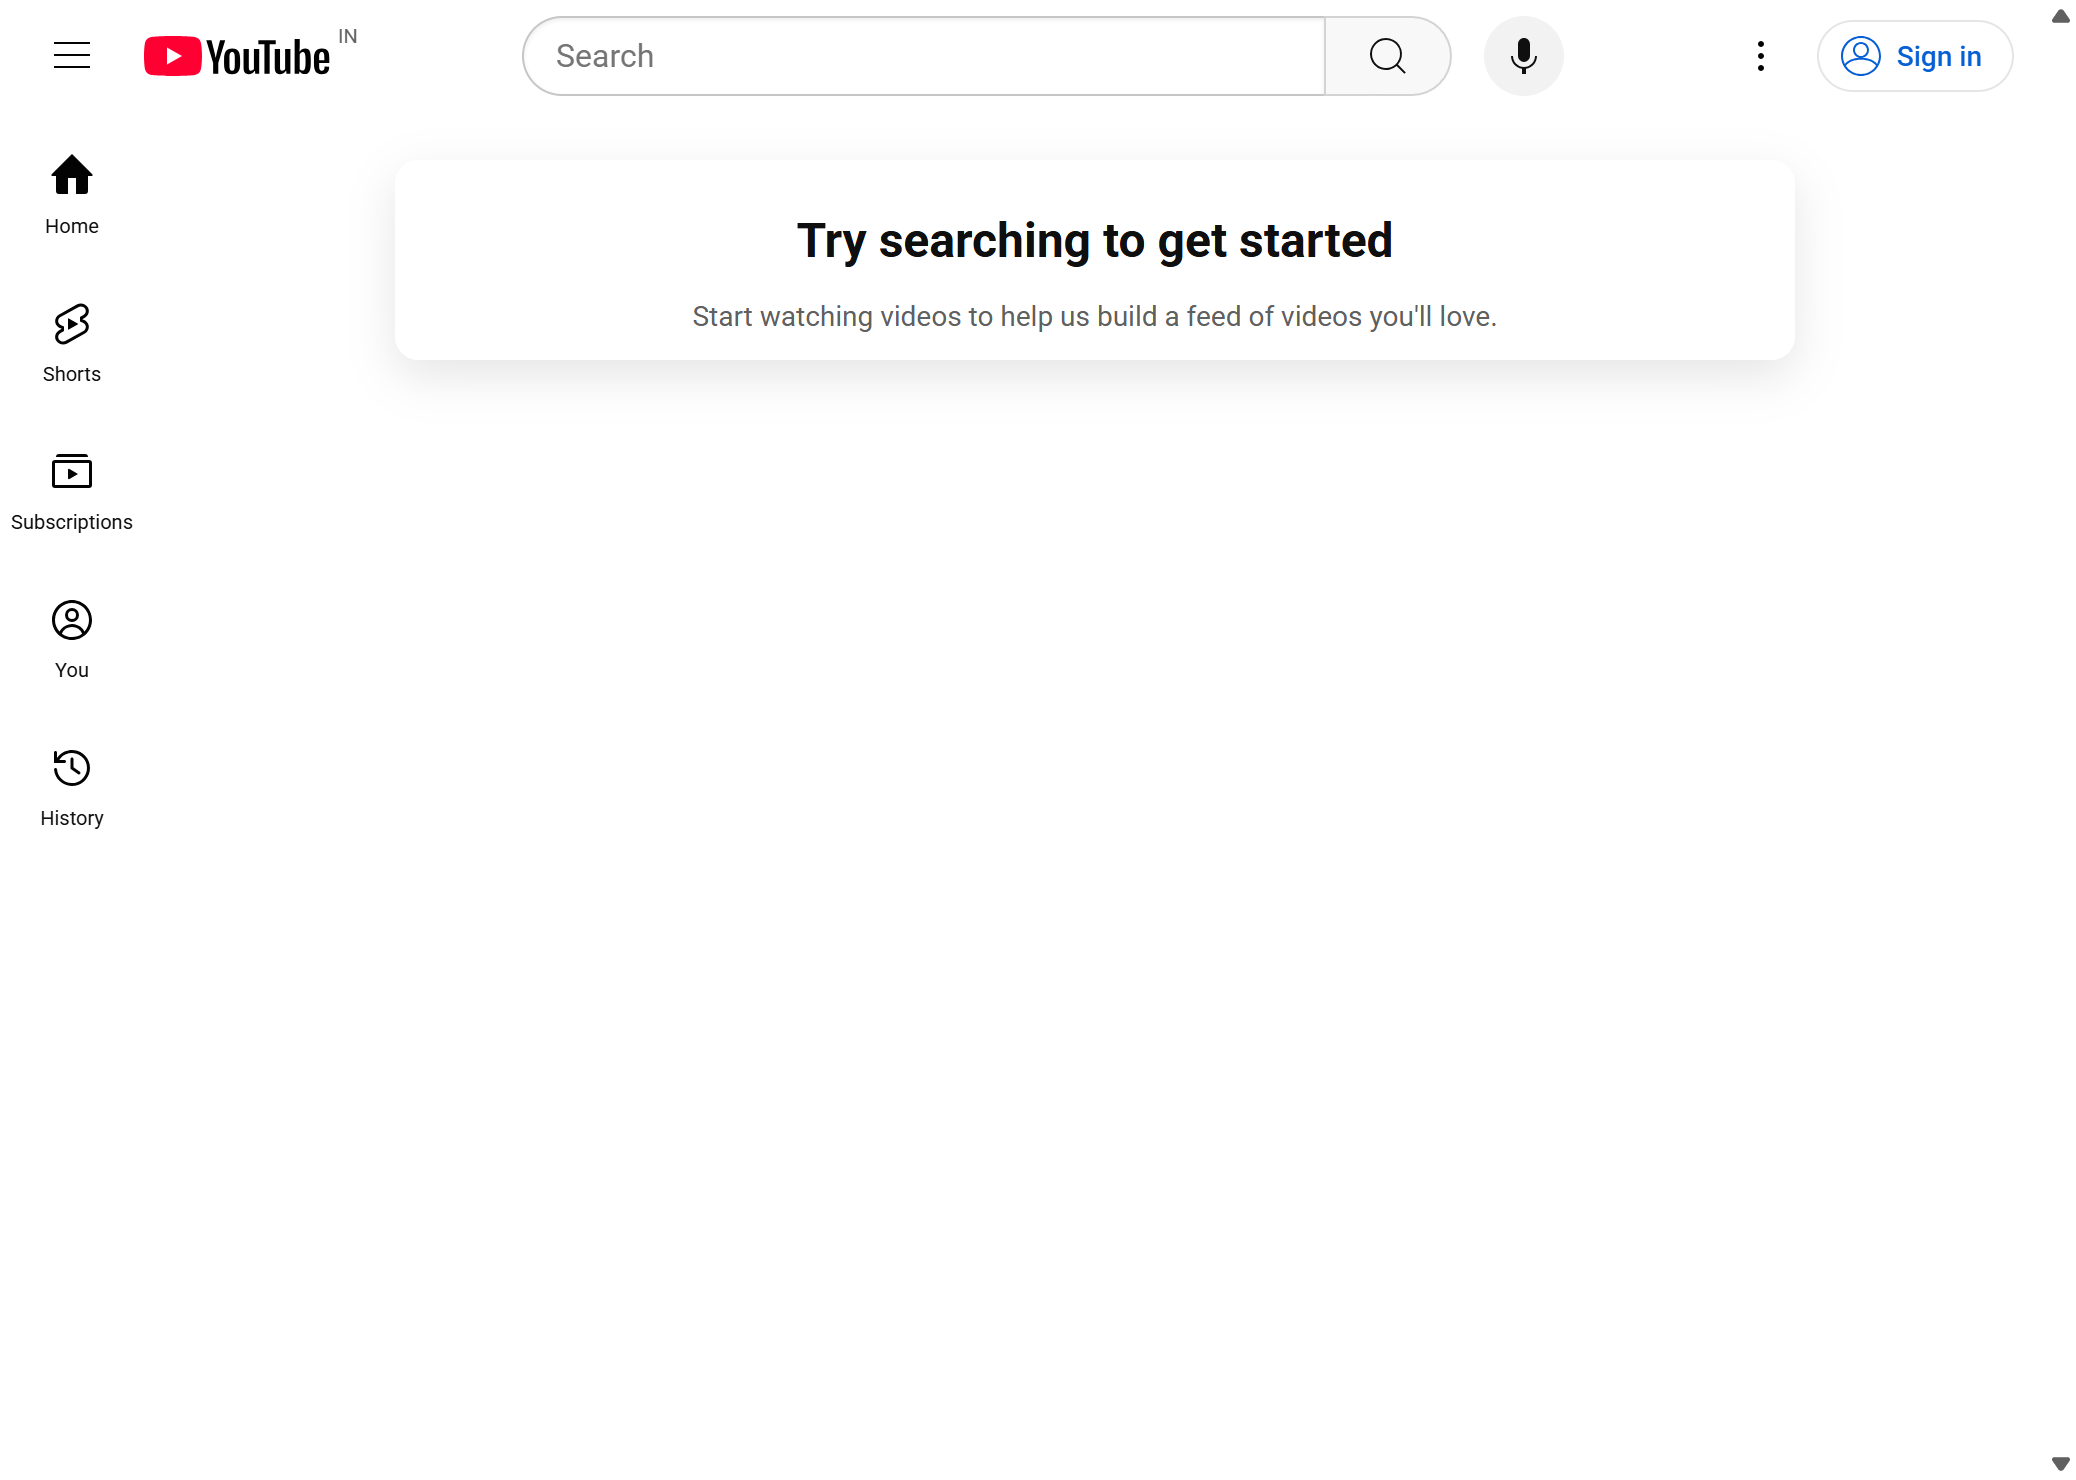 YouTube IN
Search
Sign in
Home
Shorts
Subscriptions
You
History
Try searching to get started
Start watching videos to help us build a feed of videos you'll love.